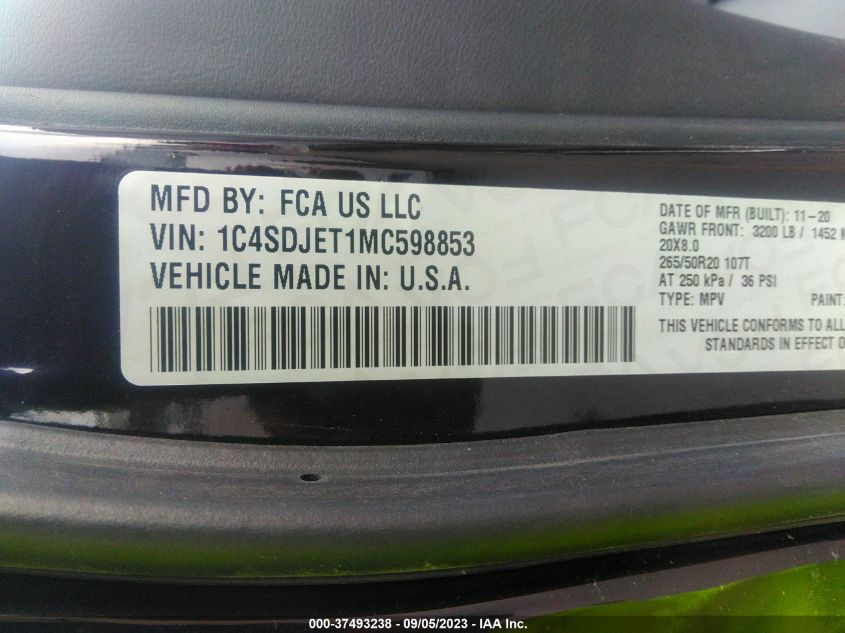 MFD BY: FCA US LLC
VIN: 1C4SDJET1MC598853
VEHICLE MADE IN: U.S.A.
DATE OF MFR (BUILT): 11-20
GAWR FRONT: 3200 LB / 1452 K
20X8.0
265/50R20 107T
AT 250 kPa / 36 PSI
TYPE: MPV PAINT:
THIS VEHICLE CONFORMS TO ALL
STANDARDS IN EFFECT O
000-37493238 - 09/05/2023 - IAA Inc.